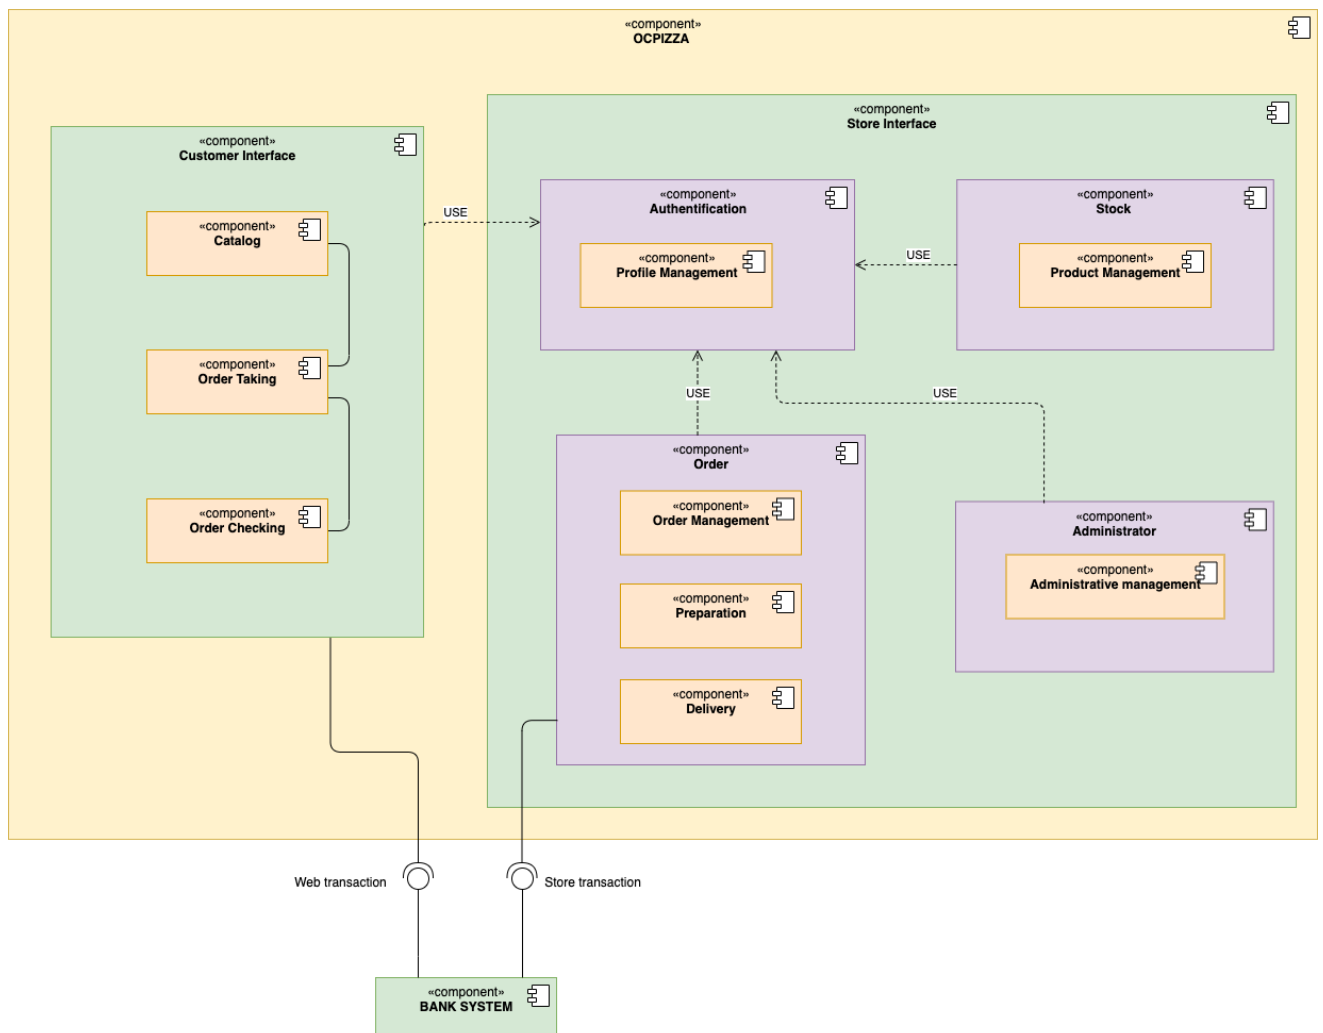 «component»
OCPIZZA
«component»
Store Interface
«component»
Customer Interface
«component»
Catalog
«component»
Order Taking
«component»
Order Checking
USE
«component»
Authentification
«component»
Profile Management
USE
«component»
Stock
«component»
Product Management
USE
USE
«component»
Order
«component»
Order Management
«component»
Preparation
«component»
Delivery
«component»
Administrator
«component»
Administrative management
Web transaction
Store transaction
«component»
BANK SYSTEM